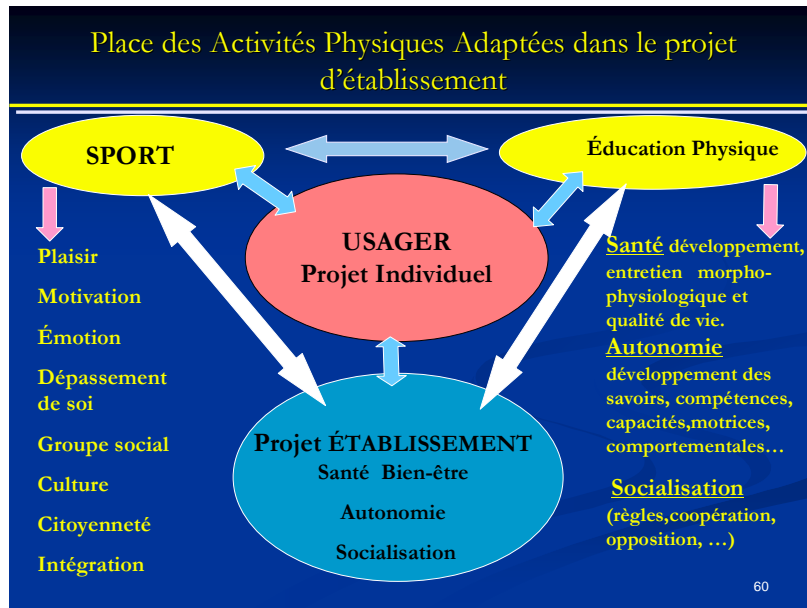 Place des Activités Physiques Adaptées dans le projet
d'établissement
SPORT
Éducation Physique
USAGER
Projet Individuel
Plaisir
Motivation
Émotion
Dépassement
de soi
Groupe social
Culture
Citoyenneté
Intégration
Projet ÉTABLISSEMENT
Santé Bien-être
Autonomie
Socialisation
Santé développement,
entretien morpho-
physiologique et
qualité de vie.
Autonomie
développement des
savoirs, compétences,
capacités,motrices,
comportementales…
Socialisation
(règles,coopération,
opposition, …)
60